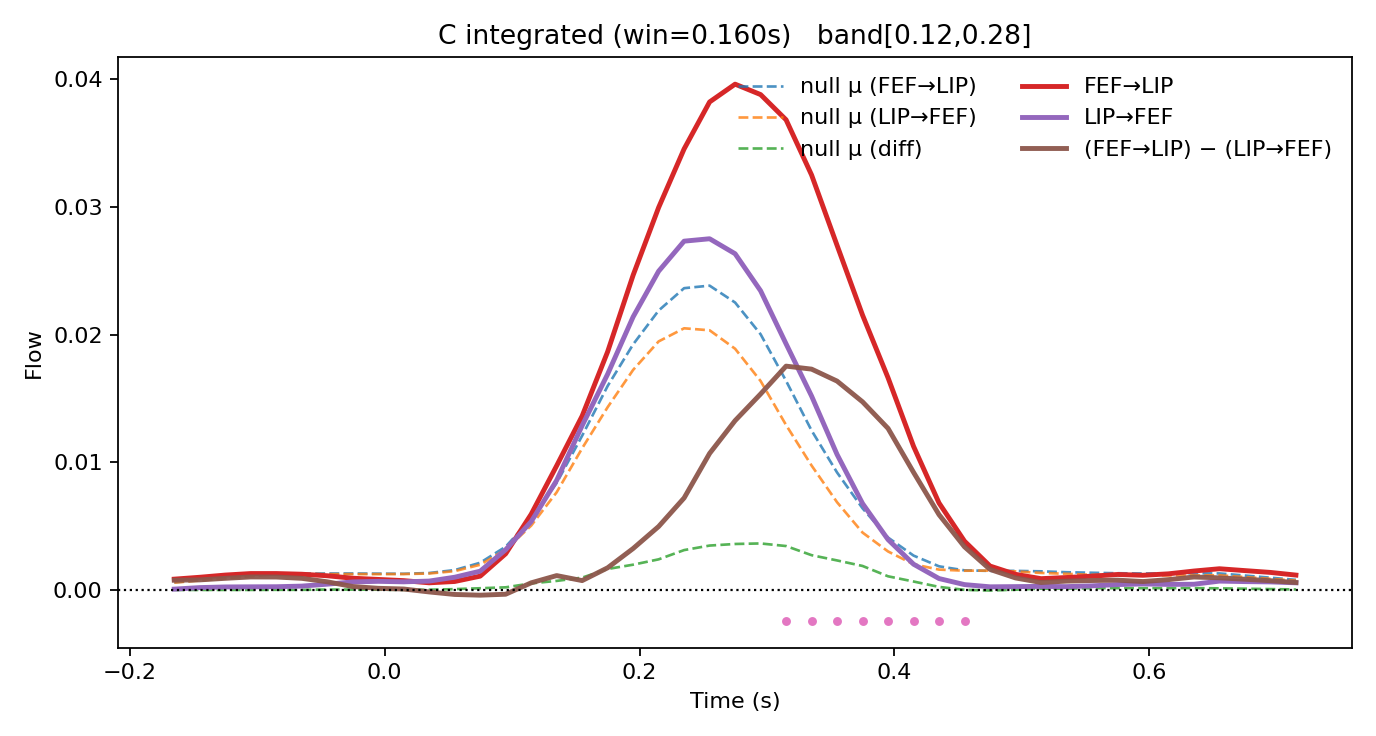 C integrated (win=0.160s)   band[0.12,0.28]
null μ (FEF→LIP)
null μ (LIP→FEF)
null μ (diff)
FEF→LIP
LIP→FEF
(FEF→LIP) − (LIP→FEF)
Flow
0.04
0.03
0.02
0.01
0.00
−0.2
0.0
0.2
0.4
0.6
Time (s)